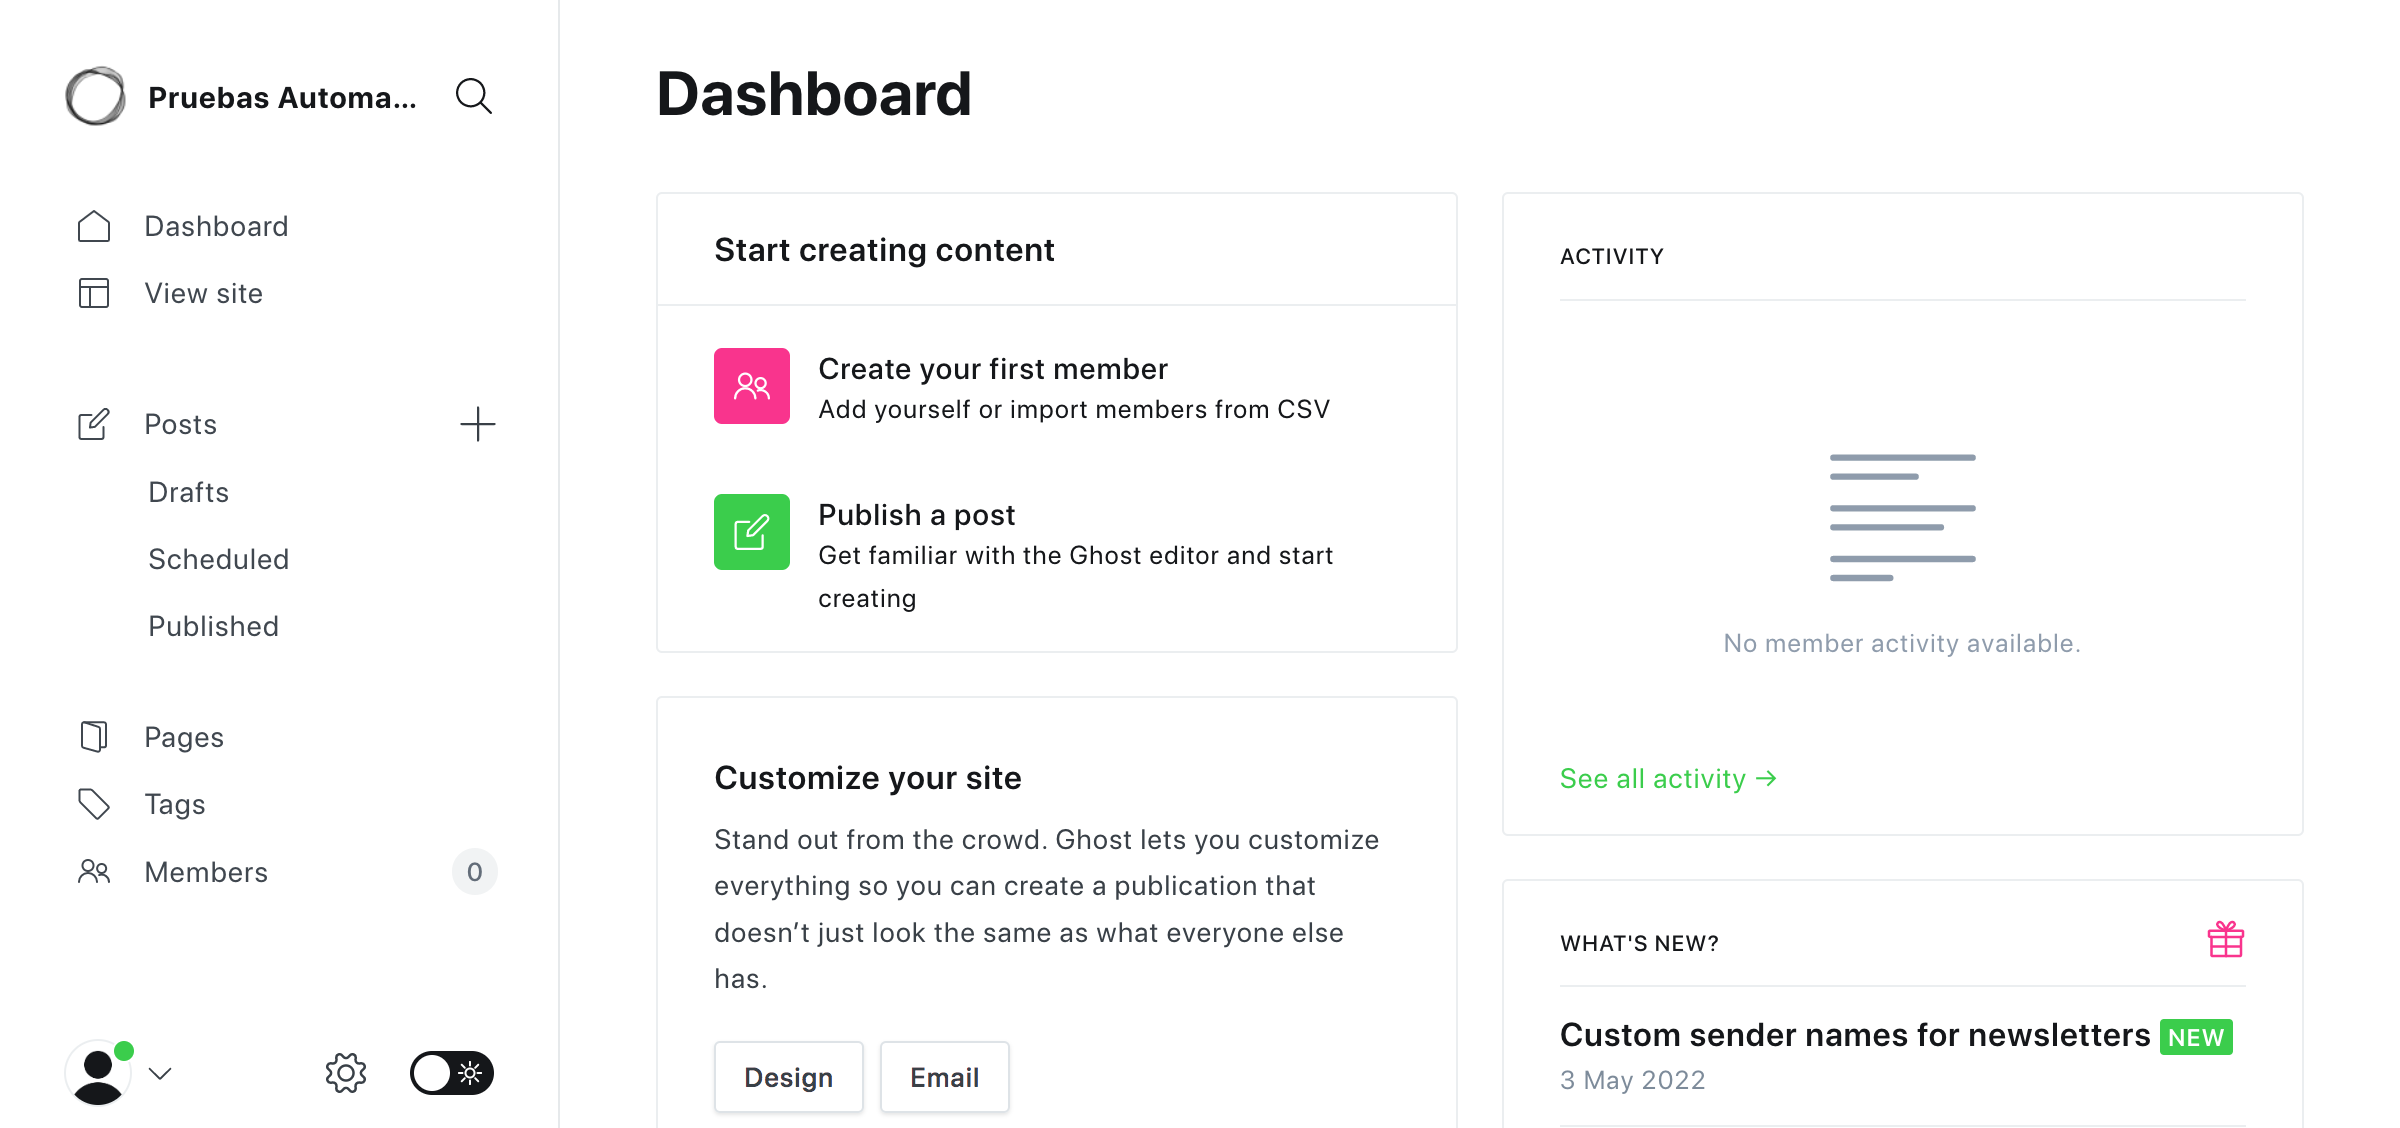 Pruebas Automa...
Dashboard
View site
Posts
Drafts
Scheduled
Published
Pages
Tags
Members
0
Dashboard
Start creating content
Create your first member
Add yourself or import members from CSV
Publish a post
Get familiar with the Ghost editor and start
creating
Customize your site
Stand out from the crowd. Ghost lets you customize
everything so you can create a publication that
doesn’t just look the same as what everyone else
has.
Design
Email
ACTIVITY
No member activity available.
See all activity →
WHAT'S NEW?
Custom sender names for newsletters NEW
3 May 2022